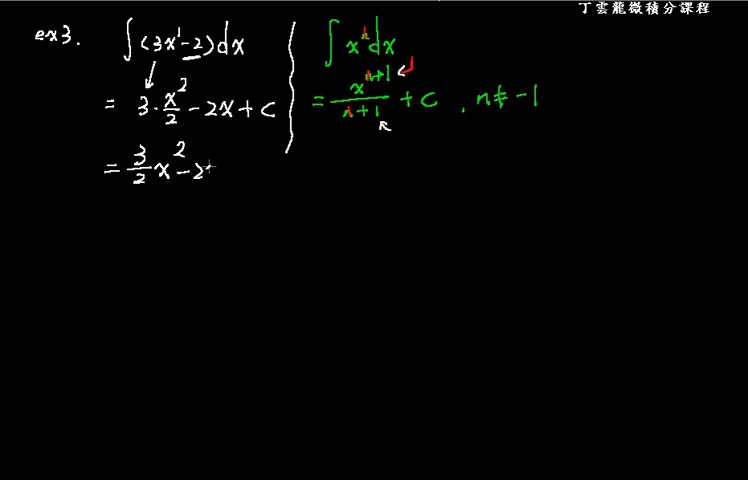 丁雲龍微積分課程
ex3. ∫(3x¹-2)dx
= 3·x²/2 - 2x + c
= 3/2 x² - 2
∫xⁿdx
= xⁿ⁺¹/n+1 + c , n≠-1